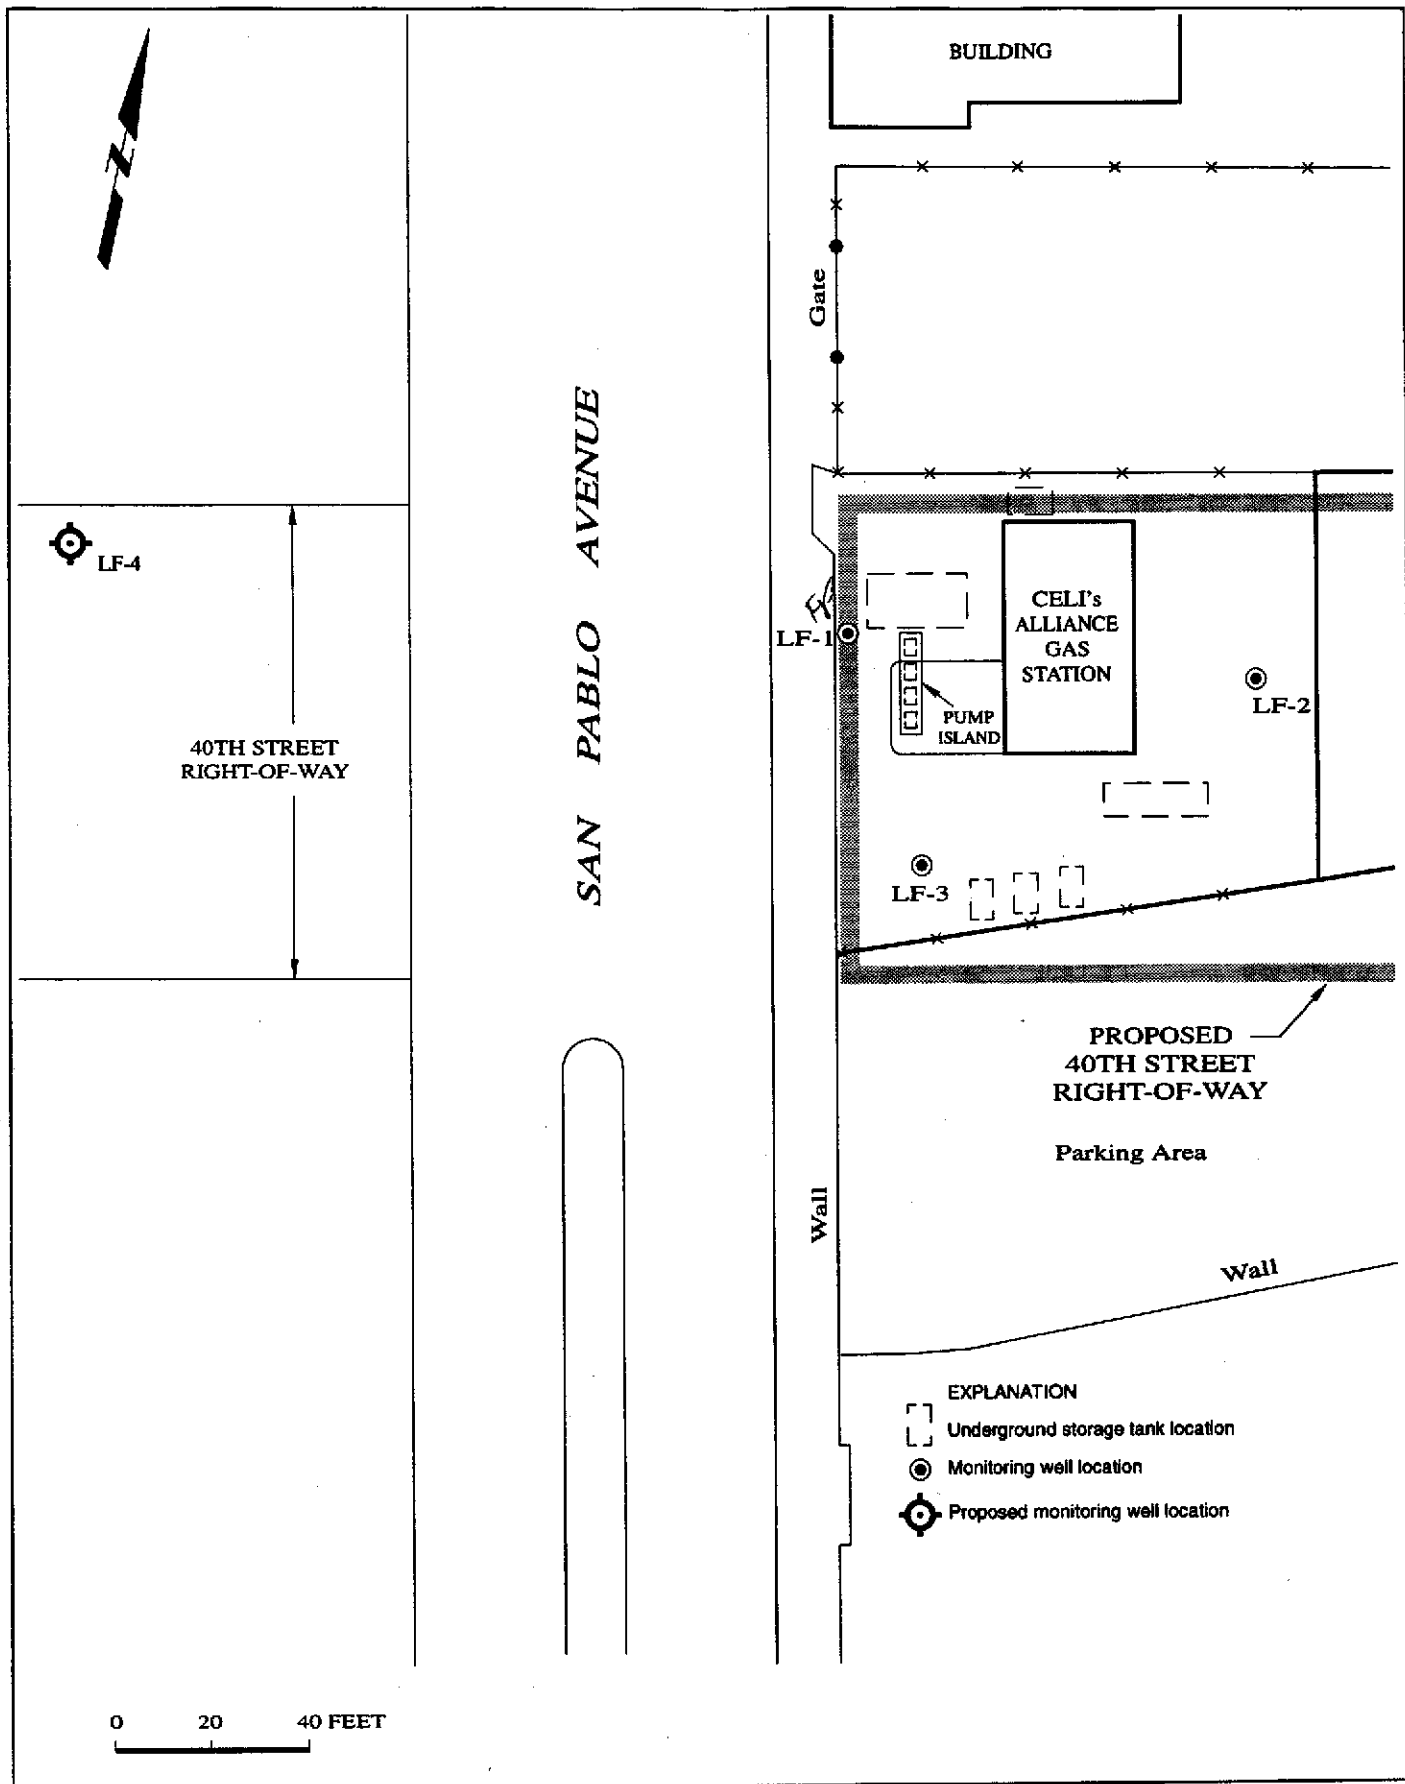 BUILDING
N
Gate
SAN PABLO AVENUE
LF-4
CELI's
ALLIANCE
GAS
STATION
LF-1
LF-2
PUMP
ISLAND
40TH STREET
RIGHT-OF-WAY
LF-3
PROPOSED
40TH STREET
RIGHT-OF-WAY
Parking Area
Wall
Wall
EXPLANATION
Underground storage tank location
Monitoring well location
Proposed monitoring well location
0 20 40 FEET